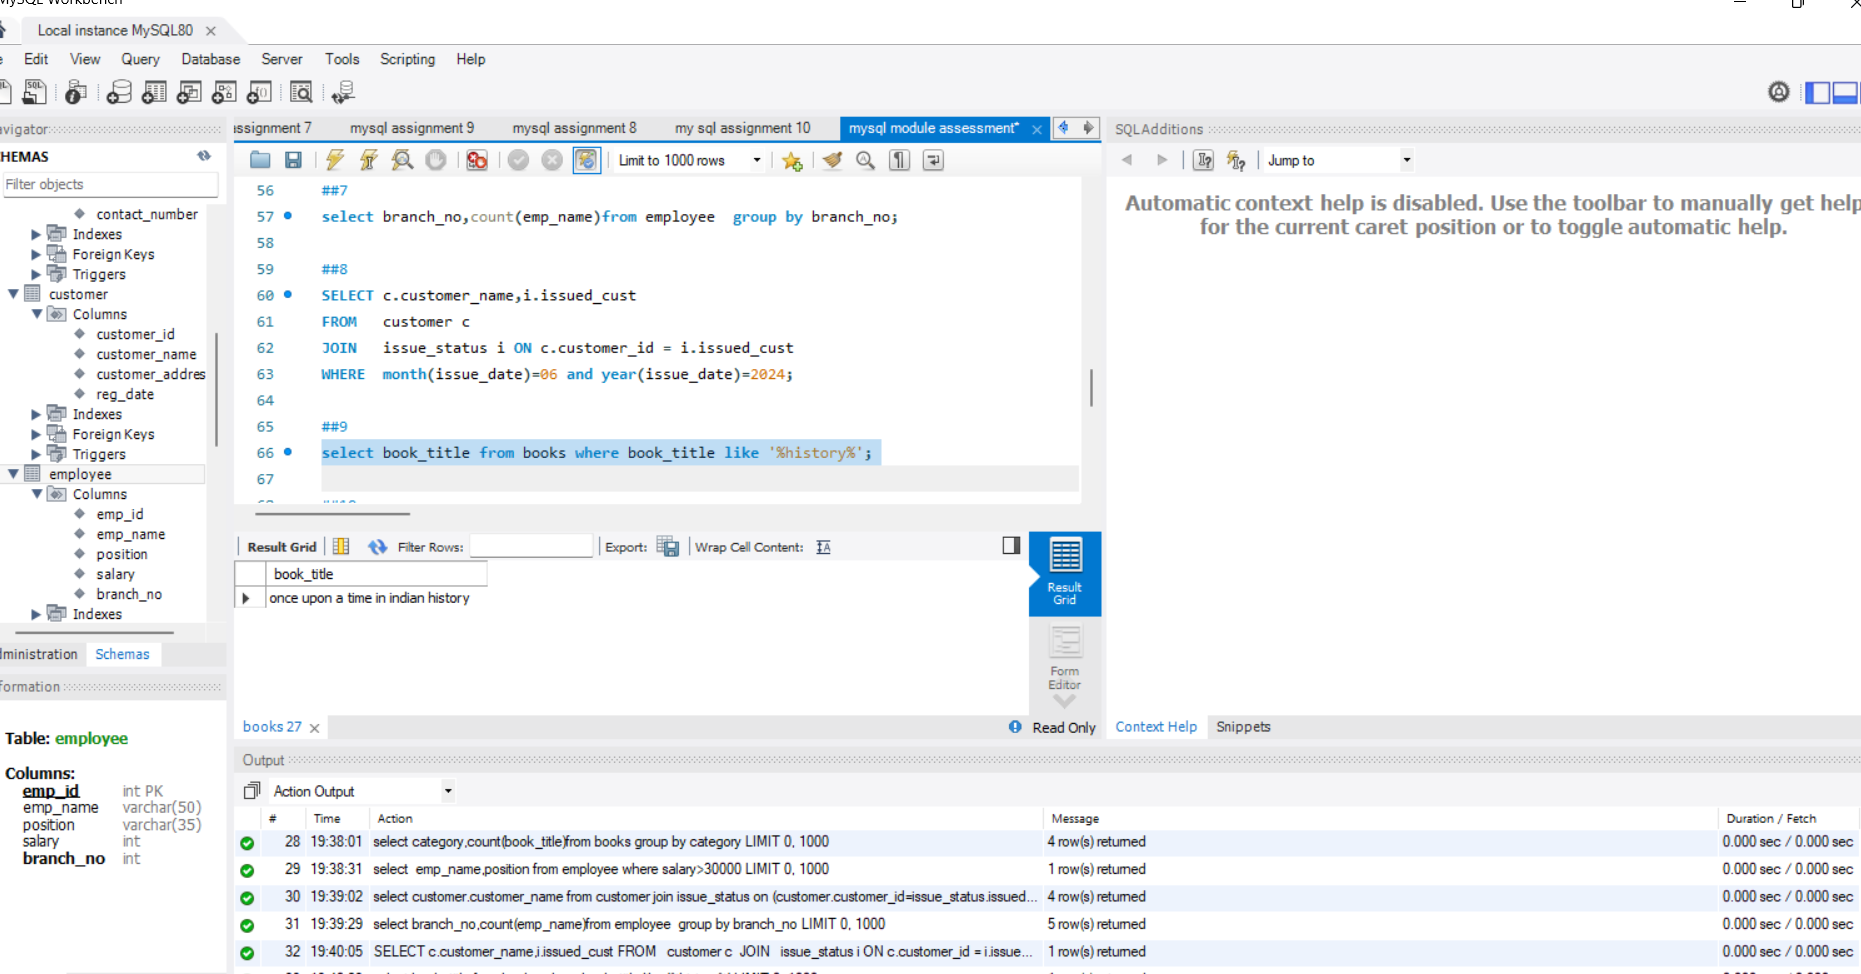 MySQL Workbench
Local instance MySQL80
Edit View Query Database Server Tools Scripting Help
avigator
assignment 7 mysql assignment 9 mysql assignment 8 my sql assignment 10 mysql module assessment*
SQLAdditions
HEMAS
Limit to 1000 rows
Jump to
Filter objects
contact_number
Indexes
Foreign Keys
Triggers
customer
Columns
customer_id
customer_name
customer_addres
reg_date
Indexes
Foreign Keys
Triggers
employee
Columns
emp_id
emp_name
position
salary
branch_no
Indexes
dministration Schemas
formation
Table: employee
Columns:
emp_id int PK
emp_name varchar(50)
position varchar(35)
salary int
branch_no int
56 ##7
57 select branch_no,count(emp_name)from employee  group by branch_no;
58
59 ##8
60 SELECT c.customer_name,i.issued_cust
61 FROM   customer c
62 JOIN   issue_status i ON c.customer_id = i.issued_cust
63 WHERE  month(issue_date)=06 and year(issue_date)=2024;
64
65 ##9
66 select book_title from books where book_title like '%history%';
67
Automatic context help is disabled. Use the toolbar to manually get help
for the current caret position or to toggle automatic help.
Result Grid Filter Rows: Export: Wrap Cell Content:
book_title
once upon a time in indian history
Result
Grid
Form
Editor
books 27
Read Only
Context Help Snippets
Output
Action Output
# Time Action Message Duration / Fetch
28 19:38:01 select category,count(book_title)from books group by category LIMIT 0, 1000 4 row(s) returned 0.000 sec / 0.000 sec
29 19:38:31 select  emp_name,position from employee where salary>30000 LIMIT 0, 1000 1 row(s) returned 0.000 sec / 0.000 sec
30 19:39:02 select customer.customer_name from customer join issue_status on (customer.customer_id=issue_status.issued... 4 row(s) returned 0.000 sec / 0.000 sec
31 19:39:29 select branch_no,count(emp_name)from employee  group by branch_no LIMIT 0, 1000 5 row(s) returned 0.000 sec / 0.000 sec
32 19:40:05 SELECT c.customer_name,i.issued_cust FROM   customer c  JOIN   issue_status i ON c.customer_id = i.issue... 1 row(s) returned 0.000 sec / 0.000 sec